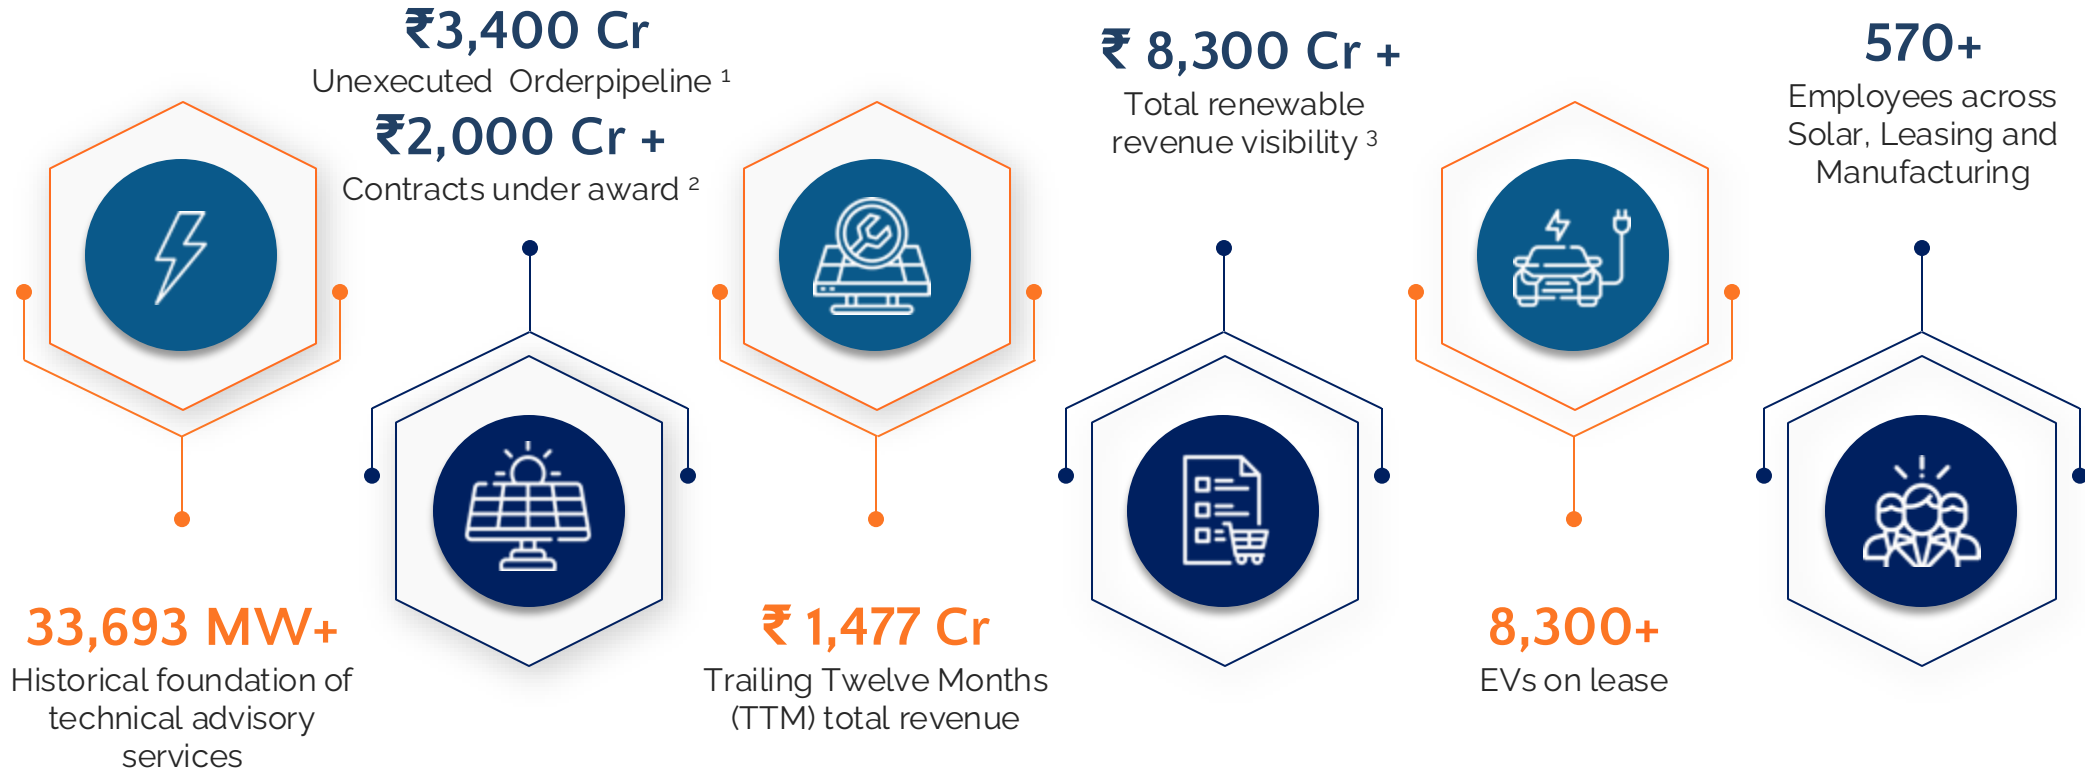 ₹3,400 Cr
Unexecuted Orderpipeline ¹
₹2,000 Cr +
Contracts under award ²
₹ 8,300 Cr +
Total renewable
revenue visibility ³
570+
Employees across
Solar, Leasing and
Manufacturing
33,693 MW+
Historical foundation of
technical advisory
services
₹ 1,477 Cr
Trailing Twelve Months
(TTM) total revenue
8,300+
EVs on lease